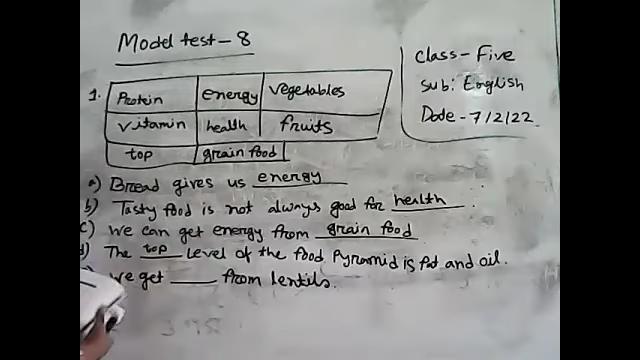 Model test - 8
Class - Five
Sub: English
Date - 7/2/22
1.
Protein energy vegetables
vitamin health fruits
top grain food
a) Bread gives us energy
b) Tasty food is not always good for health.
c) We can get energy from grain food
d) The top level of the food Pyramid is fat and oil.
We get ___ from lentils.